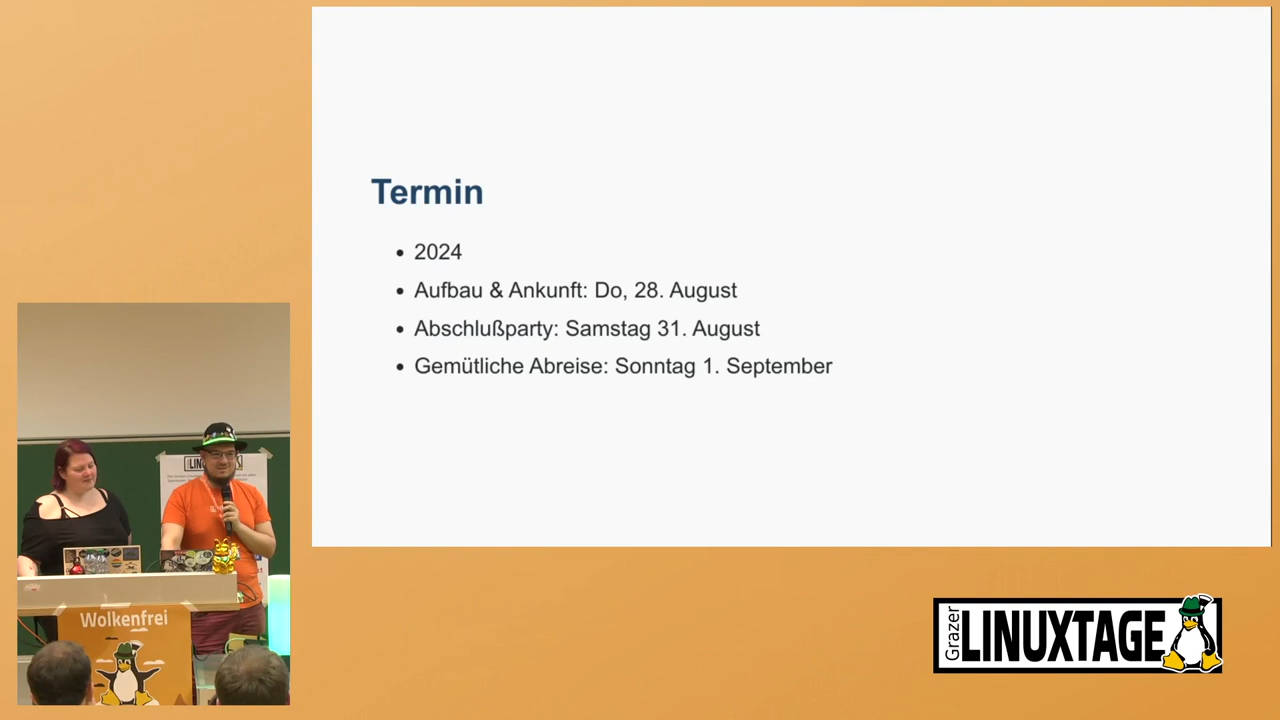 Termin
2024
Aufbau & Ankunft: Do, 28. August
Abschlußparty: Samstag 31. August
Gemütliche Abreise: Sonntag 1. September
Wolkenfrei
Grazer
LINUXTAGE